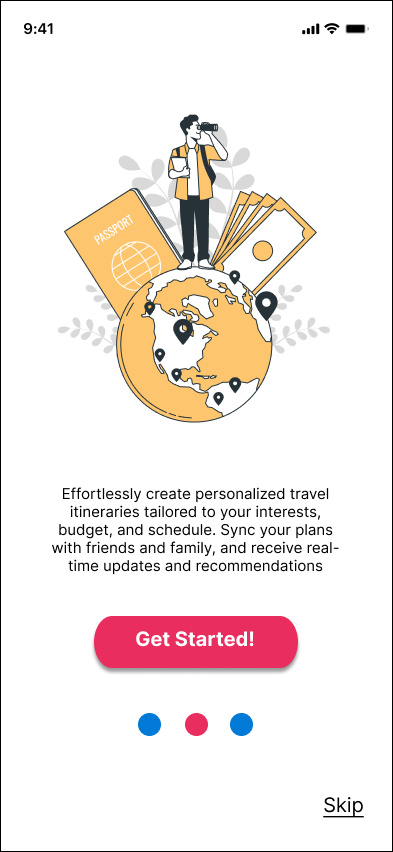 9:41
PASSPORT
Effortlessly create personalized travel
itineraries tailored to your interests,
budget, and schedule. Sync your plans
with friends and family, and receive real-
time updates and recommendations
Get Started!
Skip